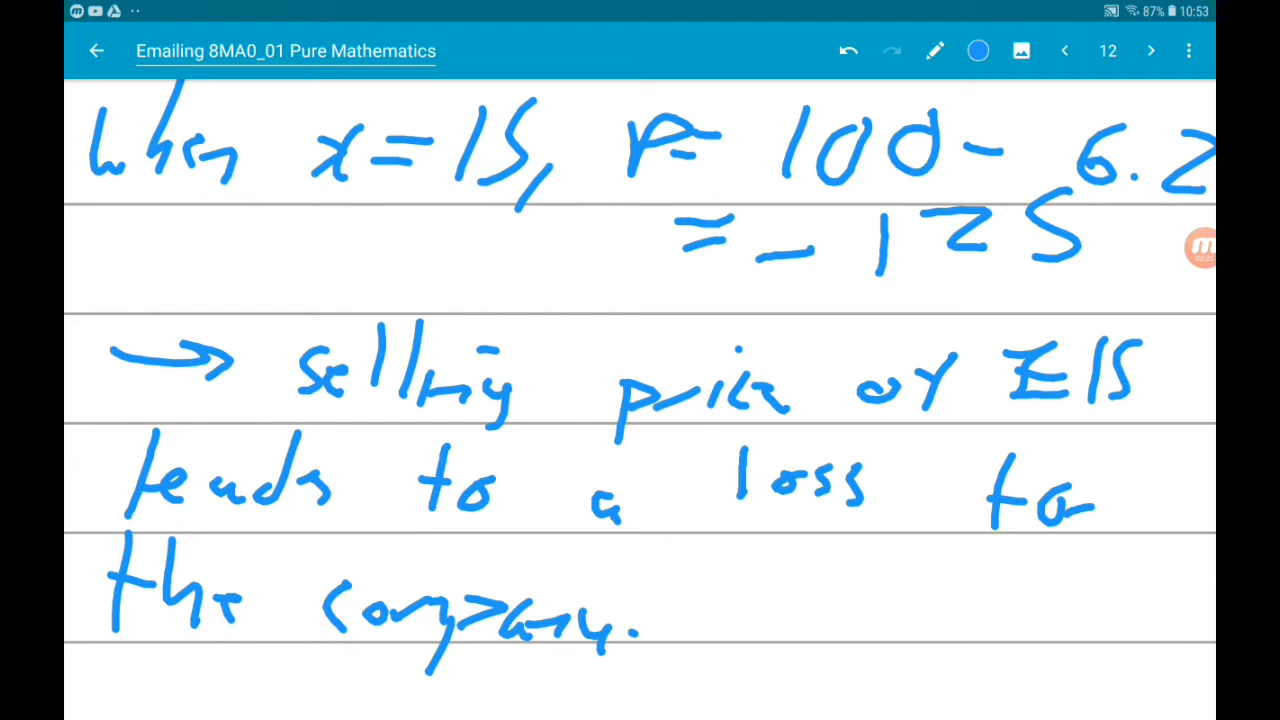 87% 10:53
Emailing 8MA0_01 Pure Mathematics 12
When x=15, P= 100 - 6.2
= -125
→ selling price of £15
leads to a loss to
the company.